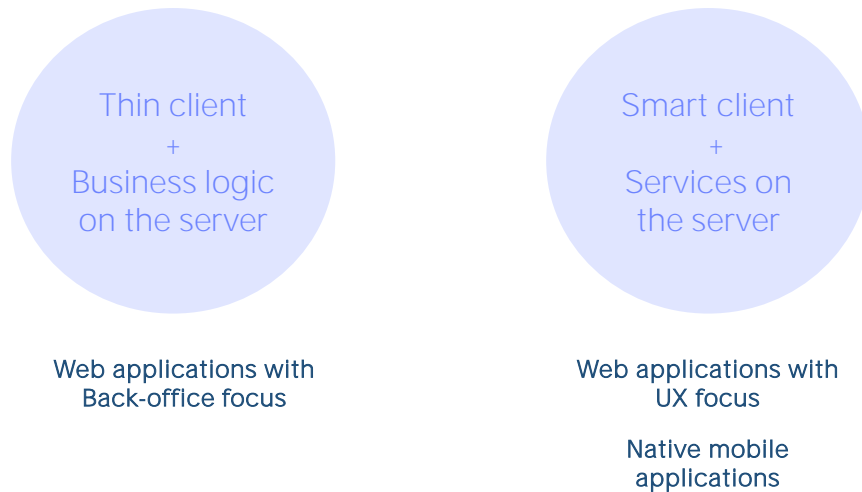 Thin client
+
Business logic
on the server
Web applications with
Back-office focus
Smart client
+
Services on
the server
Web applications with
UX focus
Native mobile
applications